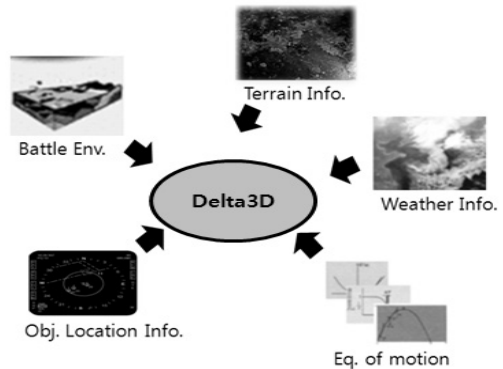 Terrain Info.
Battle Env.
Delta3D
Weather Info.
Obj. Location Info.
Eq. of motion